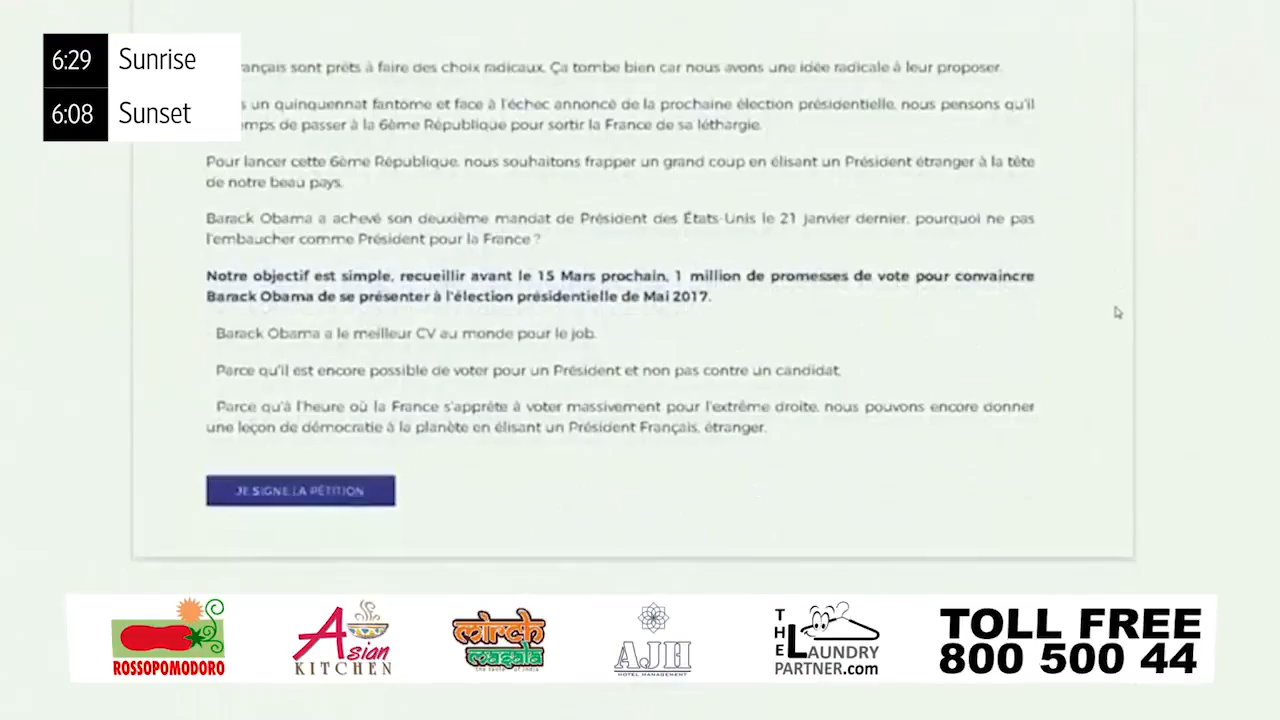 6:29 Sunrise
6:08 Sunset
ançais sont prêts à faire des choix radicaux. Ça tombe bien car nous avons une idée radicale à leur proposer.
un quinquennat fantome et face à l'échec annoncé de la prochaine élection présidentielle, nous pensons qu'il
mps de passer à la 6ème République pour sortir la France de sa léthargie.
Pour lancer cette 6ème République, nous souhaitons frapper un grand coup en élisant un Président étranger à la tête
de notre beau pays.
Barack Obama a achevé son deuxième mandat de Président des États-Unis le 21 janvier dernier, pourquoi ne pas
l'embaucher comme Président pour la France ?
Notre objectif est simple, recueillir avant le 15 Mars prochain, 1 million de promesses de vote pour convaincre
Barack Obama de se présenter à l'élection présidentielle de Mai 2017.
Barack Obama a le meilleur CV au monde pour le job.
Parce qu'il est encore possible de voter pour un Président et non pas contre un candidat.
Parce qu'à l'heure où la France s'apprête à voter massivement pour l'extrême droite, nous pouvons encore donner
une leçon de démocratie à la planète en élisant un Président Français, étranger.
JE SIGNE LA PÉTITION
ROSSOPOMODORO
Asian
KITCHEN
mirch
masala
the taste of india
AJH
HOTEL MANAGEMENT
THE LAUNDRY
PARTNER.com
TOLL FREE
800 500 44